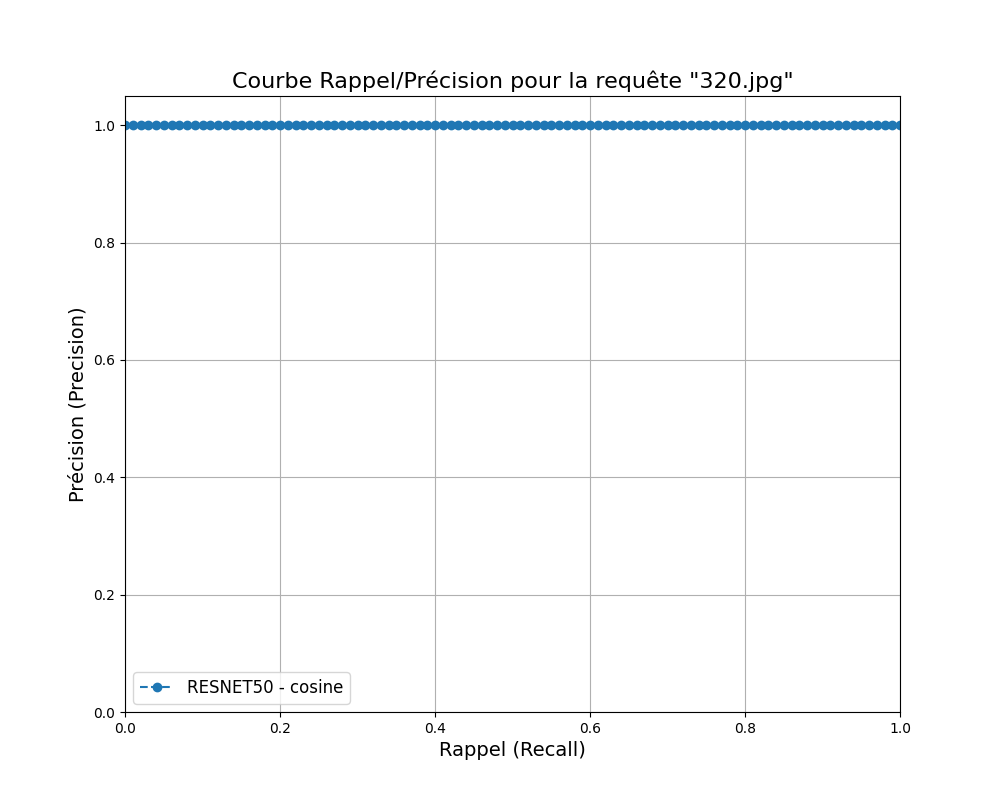 Courbe Rappel/Précision pour la requête "320.jpg"
1.0
0.8
0.6
0.4
0.2
0.0
Précision (Precision)
RESNET50 - cosine
0.0 0.2 0.4 0.6 0.8 1.0
Rappel (Recall)